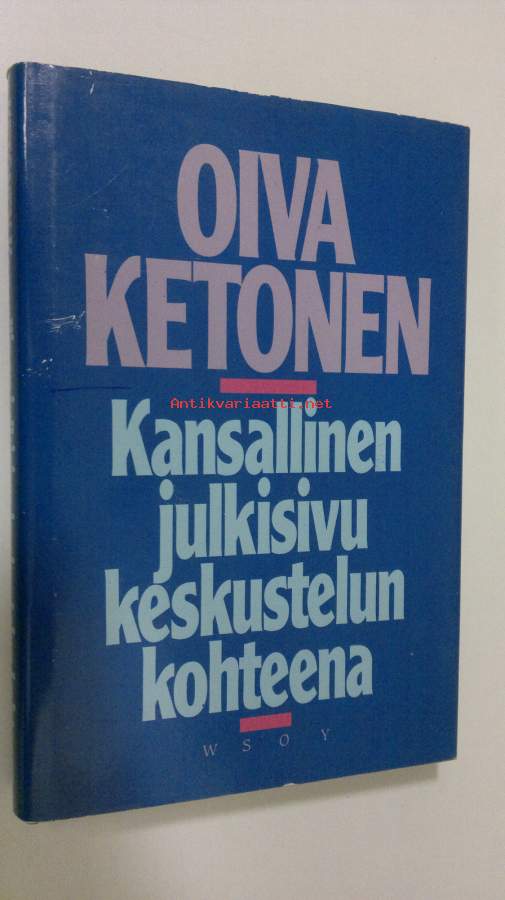 OIVA
KETONEN
Antikvariaatti.net
Kansallinen
julkisivu
keskustelun
kohteena
WSOY